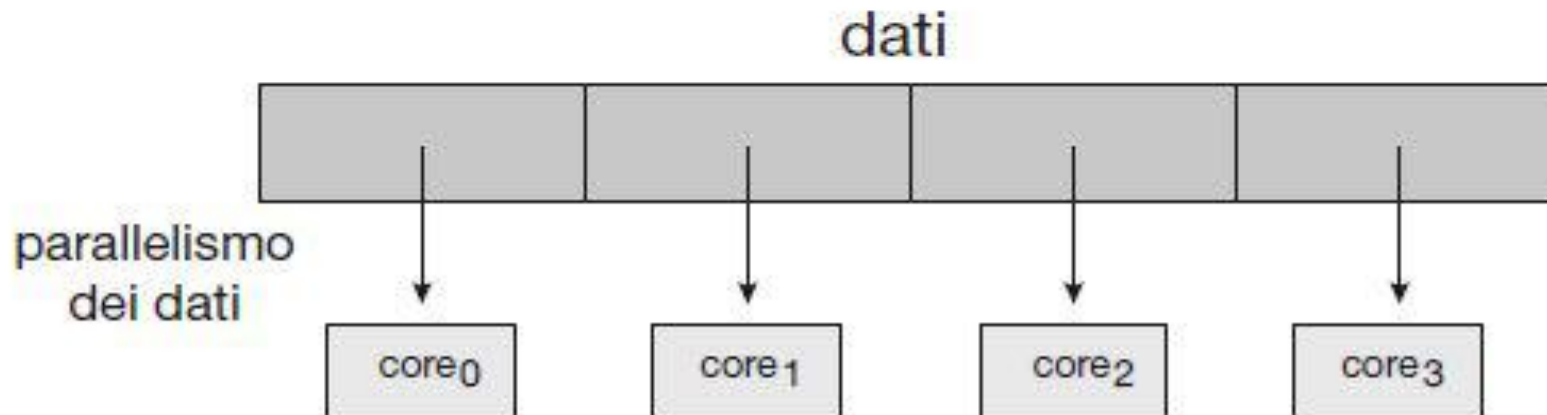 dati
parallelismo
dei dati
core0
core1
core2
core3